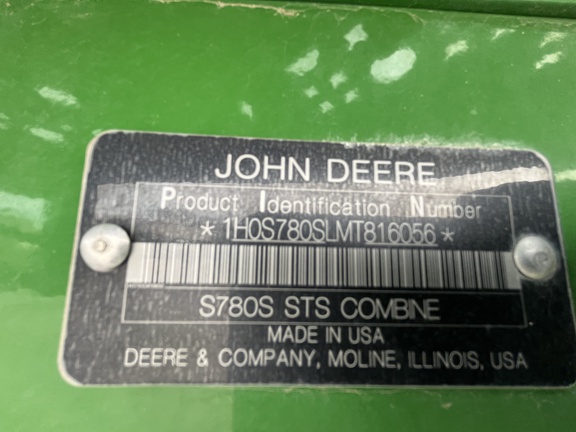 JOHN DEERE
Product Identification Number
*1H0S780SLMT816056*
S780S STS COMBINE
MADE IN USA
DEERE & COMPANY, MOLINE, ILLINOIS, USA